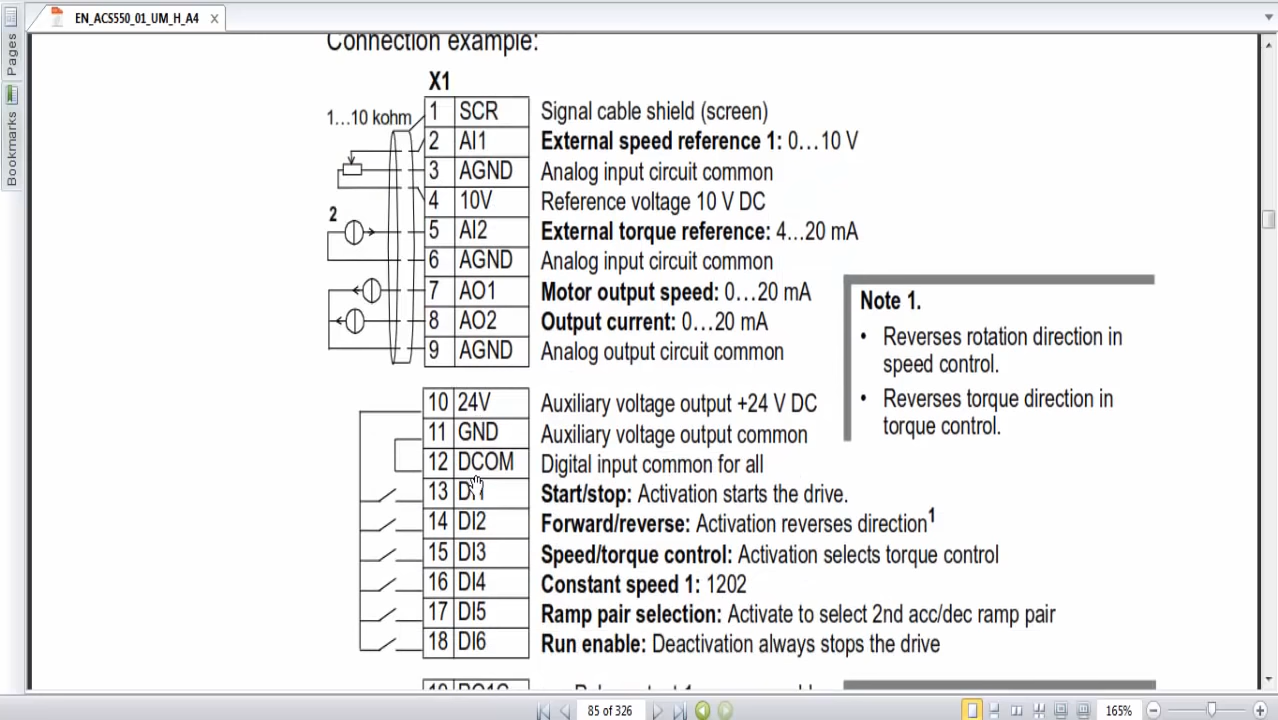 EN_ACS550_01_UM_H_A4
Pages
Bookmarks
Connection example:
X1
1…10 kohm
1 SCR Signal cable shield (screen)
2 AI1 External speed reference 1: 0…10 V
3 AGND Analog input circuit common
4 10V Reference voltage 10 V DC
2
5 AI2 External torque reference: 4…20 mA
6 AGND Analog input circuit common
7 AO1 Motor output speed: 0…20 mA
8 AO2 Output current: 0…20 mA
9 AGND Analog output circuit common
Note 1.
• Reverses rotation direction in
speed control.
• Reverses torque direction in
torque control.
10 24V Auxiliary voltage output +24 V DC
11 GND Auxiliary voltage output common
12 DCOM Digital input common for all
13 DI1 Start/stop: Activation starts the drive.
14 DI2 Forward/reverse: Activation reverses direction1
15 DI3 Speed/torque control: Activation selects torque control
16 DI4 Constant speed 1: 1202
17 DI5 Ramp pair selection: Activate to select 2nd acc/dec ramp pair
18 DI6 Run enable: Deactivation always stops the drive
85 of 326
165%